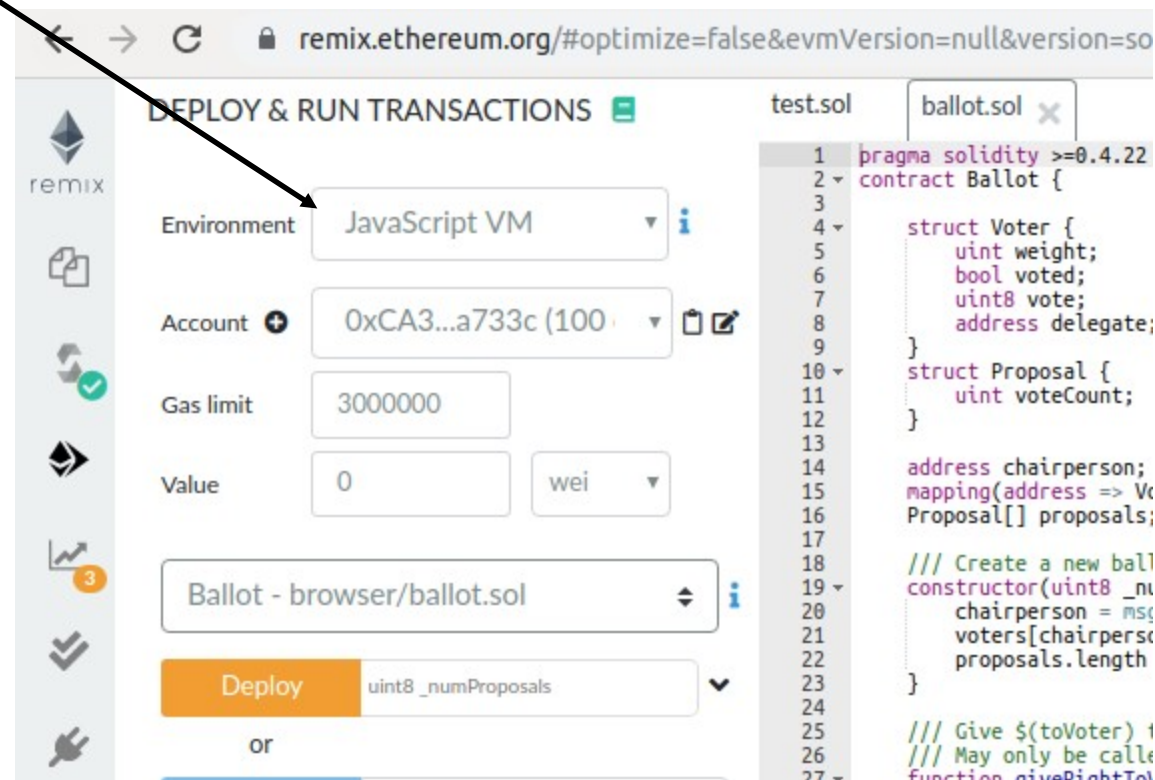 remix.ethereum.org/#optimize=false&evmVersion=null&version=so
DEPLOY & RUN TRANSACTIONS
remix
Environment
JavaScript VM
i
Account
0xCA3...a733c (100
Gas limit
3000000
Value
0
wei
3
Ballot - browser/ballot.sol
i
Deploy
uint8 _numProposals
or
test.sol
ballot.sol
1 pragma solidity >=0.4.22
2 contract Ballot {
3
4 struct Voter {
5 uint weight;
6 bool voted;
7 uint8 vote;
8 address delegate;
9 }
10 struct Proposal {
11 uint voteCount;
12 }
13
14 address chairperson;
15 mapping(address => Vo
16 Proposal[] proposals;
17
18 /// Create a new ball
19 constructor(uint8 _nu
20 chairperson = msg
21 voters[chairperso
22 proposals.length
23 }
24
25 /// Give $(toVoter) t
26 /// May only be calle
27 function giveRightToV